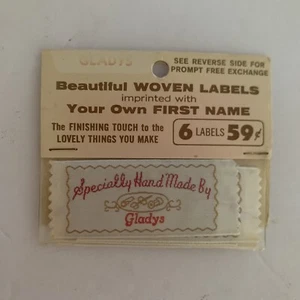 GLADYS
SEE REVERSE SIDE FOR
PROMPT FREE EXCHANGE
Beautiful WOVEN LABELS
imprinted with
Your Own FIRST NAME
The FINISHING TOUCH to the
LOVELY THINGS YOU MAKE
6 LABELS 59¢
Specially Hand Made By
Gladys